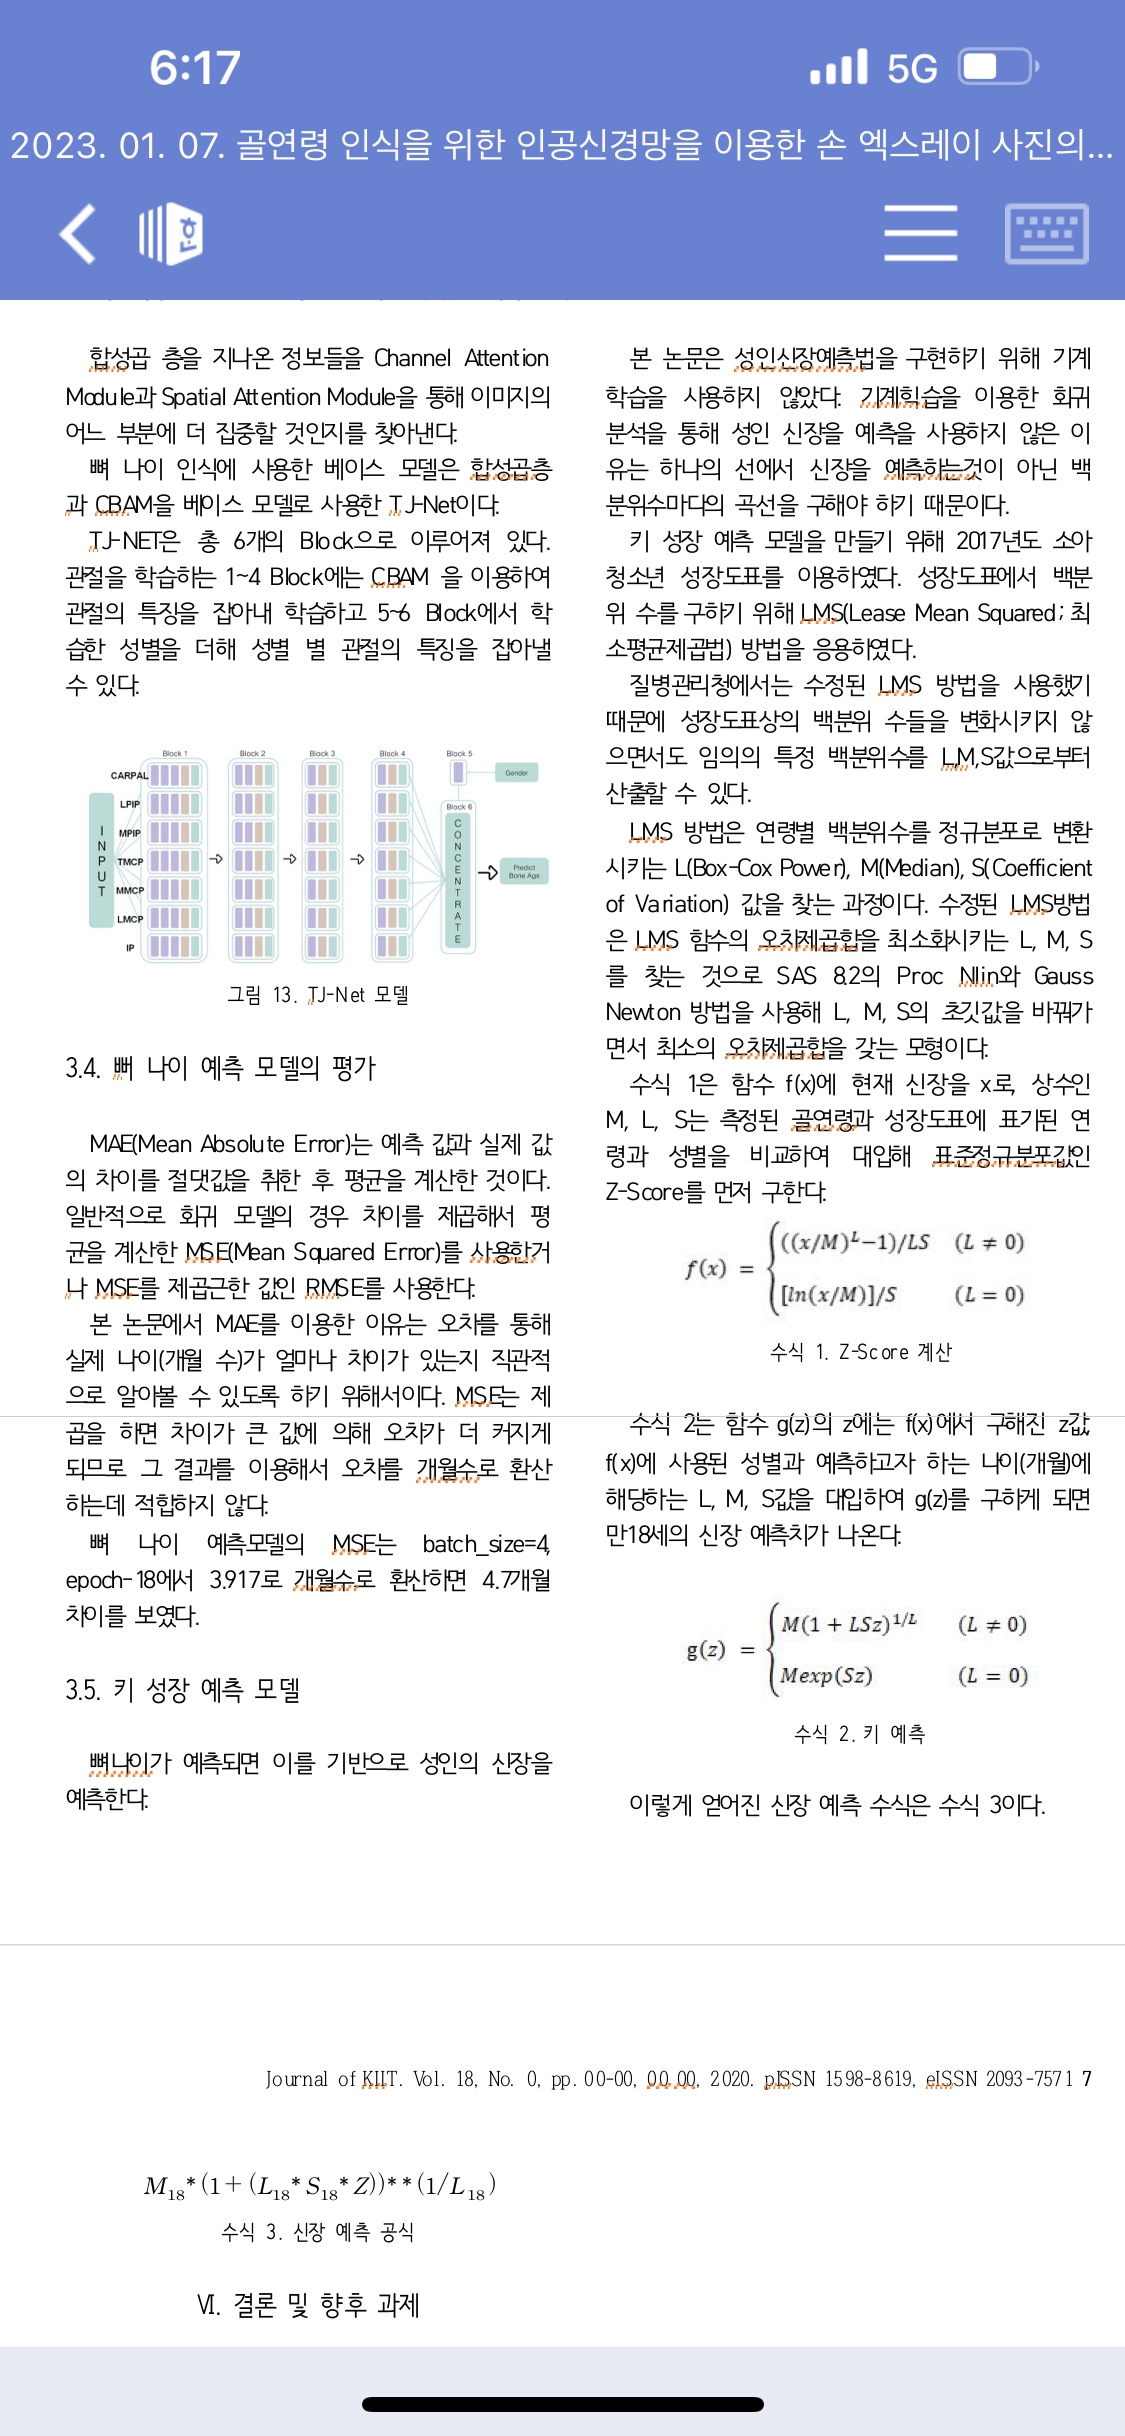 6:17
5G
2023. 01. 07. 골연령 인식을 위한 인공신경망을 이용한 손 엑스레이 사진의...
합성곱 층을 지나온 정보들을 Channel Attention
Module과 Spatial Attention Module을 통해 이미지의
어느 부분에 더 집중할 것인지를 찾아낸다.
뼈 나이 인식에 사용한 베이스 모델은 합성곱층
과 CBAM을 베이스 모델로 사용한 TJ-Net이다.
TJ-NET은 총 6개의 Block으로 이루어져 있다.
관절을 학습하는 1~4 Block에는 CBAM 을 이용하여
관절의 특징을 잡아내 학습하고 5~6 Block에서 학
습한 성별을 더해 성별 별 관절의 특징을 잡아낼
수 있다.
Block 1
Block 2
Block 3
Block 4
Block 5
Gender
CARPAL
LPIP
MPIP
TMCP
MMCP
LMCP
IP
INPUT
Block 6
CONCENTRATE
Predict
Bone Age
그림 13. TJ-Net 모델
3.4. 뼈 나이 예측 모델의 평가
MAE(Mean Absolute Error)는 예측 값과 실제 값
의 차이를 절댓값을 취한 후 평균을 계산한 것이다.
일반적으로 회귀 모델의 경우 차이를 제곱해서 평
균을 계산한 MSE(Mean Squared Error)를 사용한거
나 MSE를 제곱근한 값인 RMSE를 사용한다.
본 논문에서 MAE를 이용한 이유는 오차를 통해
실제 나이(개월 수)가 얼마나 차이가 있는지 직관적
으로 알아볼 수 있도록 하기 위해서이다. MSE는 제
곱을 하면 차이가 큰 값에 의해 오차가 더 커지게
되므로 그 결과를 이용해서 오차를 개월수로 환산
하는데 적합하지 않다.
뼈 나이 예측모델의 MSE는 batch_size=4,
epoch-18에서 3.917로 개월수로 환산하면 4.7개월
차이를 보였다.
3.5. 키 성장 예측 모델
뼈나이가 예측되면 이를 기반으로 성인의 신장을
예측한다.
본 논문은 성인신장예측법을 구현하기 위해 기계
학습을 사용하지 않았다. 기계학습을 이용한 회귀
분석을 통해 성인 신장을 예측을 사용하지 않은 이
유는 하나의 선에서 신장을 예측하는것이 아닌 백
분위수마다의 곡선을 구해야 하기 때문이다.
키 성장 예측 모델을 만들기 위해 2017년도 소아
청소년 성장도표를 이용하였다. 성장도표에서 백분
위 수를 구하기 위해 LMS(Lease Mean Squared; 최
소평균제곱법) 방법을 응용하였다.
질병관리청에서는 수정된 LMS 방법을 사용했기
때문에 성장도표상의 백분위 수들을 변화시키지 않
으면서도 임의의 특정 백분위수를 L,M,S값으로부터
산출할 수 있다.
LMS 방법은 연령별 백분위수를 정규분포로 변환
시키는 L(Box-Cox Power), M(Median), S(Coefficient
of Variation) 값을 찾는 과정이다. 수정된 LMS방법
은 LMS 함수의 오차제곱합을 최소화시키는 L, M, S
를 찾는 것으로 SAS 8.2의 Proc Nlin와 Gauss
Newton 방법을 사용해 L, M, S의 초깃값을 바꿔가
면서 최소의 오차제곱합을 갖는 모형이다.
수식 1은 함수 f(x)에 현재 신장을 x로, 상수인
M, L, S는 측정된 골연령과 성장도표에 표기된 연
령과 성별을 비교하여 대입해 표준정규분포값인
Z-Score를 먼저 구한다.
f(x) = { ((x/M)^L−1)/LS (L ≠ 0)
[ln(x/M)]/S (L = 0)
수식 1. Z-Score 계산
수식 2는 함수 g(z)의 z에는 f(x)에서 구해진 z값
f(x)에 사용된 성별과 예측하고자 하는 나이(개월)에
해당하는 L, M, S값을 대입하여 g(z)를 구하게 되면
만18세의 신장 예측치가 나온다.
g(z) = { M(1 + LSz)^1/L (L ≠ 0)
Mexp(Sz) (L = 0)
수식 2. 키 예측
이렇게 얻어진 신장 예측 수식은 수식 3이다.
Journal of KIIT. Vol. 18, No. 0, pp. 00-00, 00. 00, 2020. pISSN 1598-8619, eISSN 2093-7571 7
M₁₈*(1+(L₁₈*S₁₈*Z))**(1/L₁₈)
수식 3. 신장 예측 공식
Ⅵ. 결론 및 향후 과제